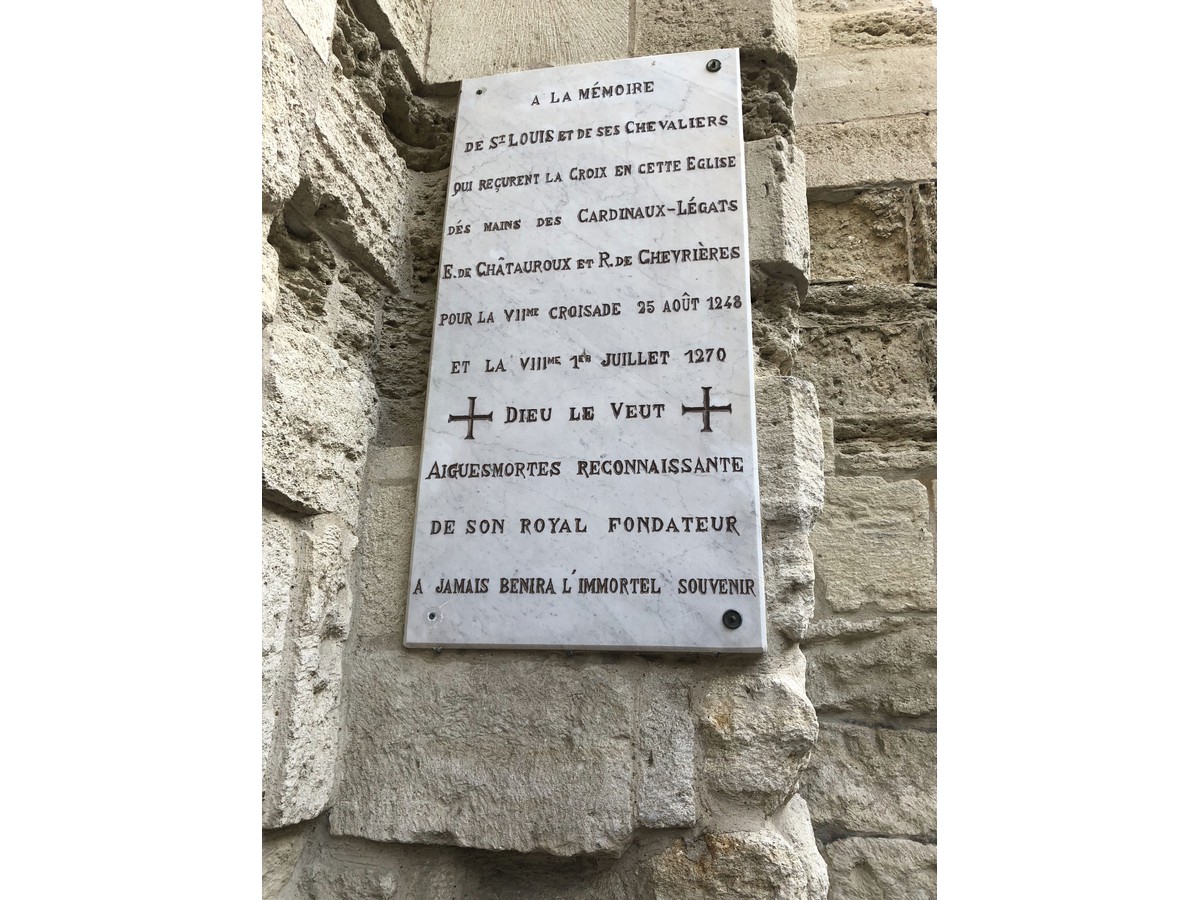 A LA MÉMOIRE
DE ST LOUIS ET DE SES CHEVALIERS
QUI REÇURENT LA CROIX EN CETTE EGLISE
DÉS MAINS DES CARDINAUX-LÉGATS
E. DE CHÂTAUROUX ET R. DE CHEVRIÈRES
POUR LA VIIME CROISADE 25 AOÛT 1248
ET LA VIIIME 1ER JUILLET 1270
DIEU LE VEUT
AIGUESMORTES RECONNAISSANTE
DE SON ROYAL FONDATEUR
A JAMAIS BENIRA L'IMMORTEL SOUVENIR